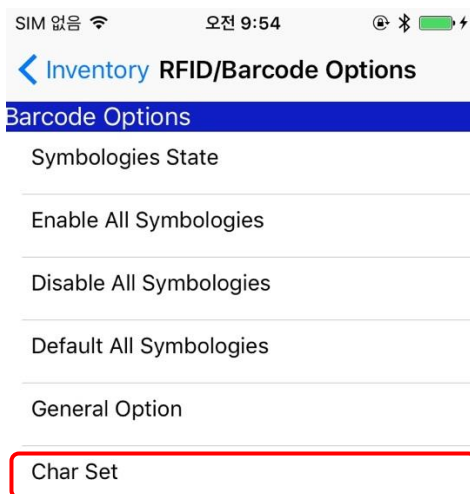 SIM 없음 오전 9:54
Inventory RFID/Barcode Options
Barcode Options
Symbologies State
Enable All Symbologies
Disable All Symbologies
Default All Symbologies
General Option
Char Set